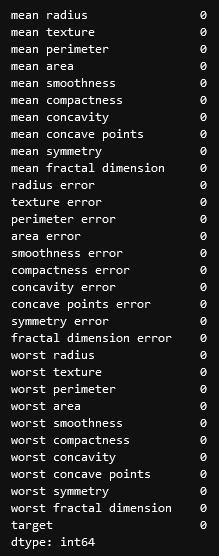 mean radius 0
mean texture 0
mean perimeter 0
mean area 0
mean smoothness 0
mean compactness 0
mean concavity 0
mean concave points 0
mean symmetry 0
mean fractal dimension 0
radius error 0
texture error 0
perimeter error 0
area error 0
smoothness error 0
compactness error 0
concavity error 0
concave points error 0
symmetry error 0
fractal dimension error 0
worst radius 0
worst texture 0
worst perimeter 0
worst area 0
worst smoothness 0
worst compactness 0
worst concavity 0
worst concave points 0
worst symmetry 0
worst fractal dimension 0
target 0
dtype: int64